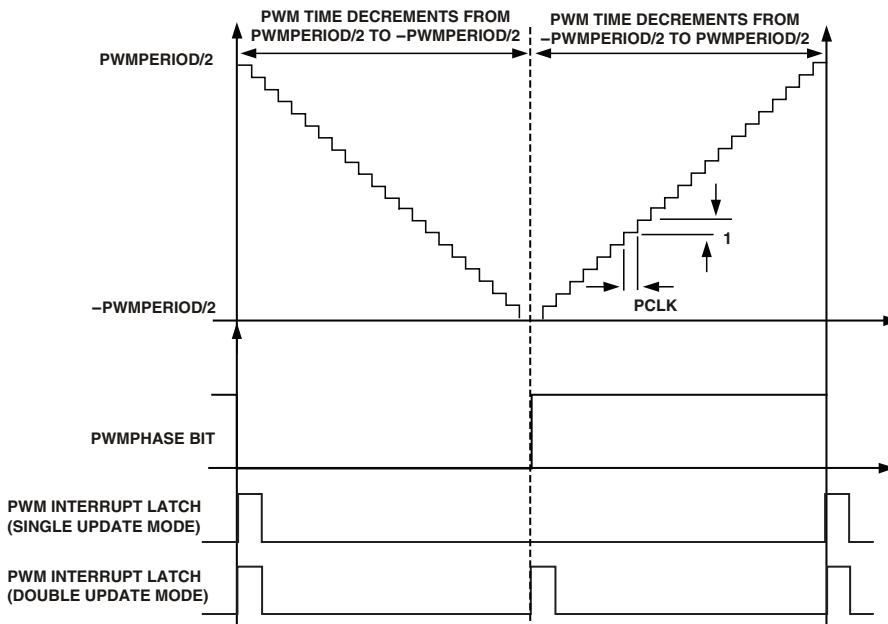 PWM TIME DECREMENTS FROM
PWMPERIOD/2 TO –PWMPERIOD/2
PWM TIME DECREMENTS FROM
–PWMPERIOD/2 TO PWMPERIOD/2
PWMPERIOD/2
1
PCLK
–PWMPERIOD/2
PWMPHASE BIT
PWM INTERRUPT LATCH
(SINGLE UPDATE MODE)
PWM INTERRUPT LATCH
(DOUBLE UPDATE MODE)